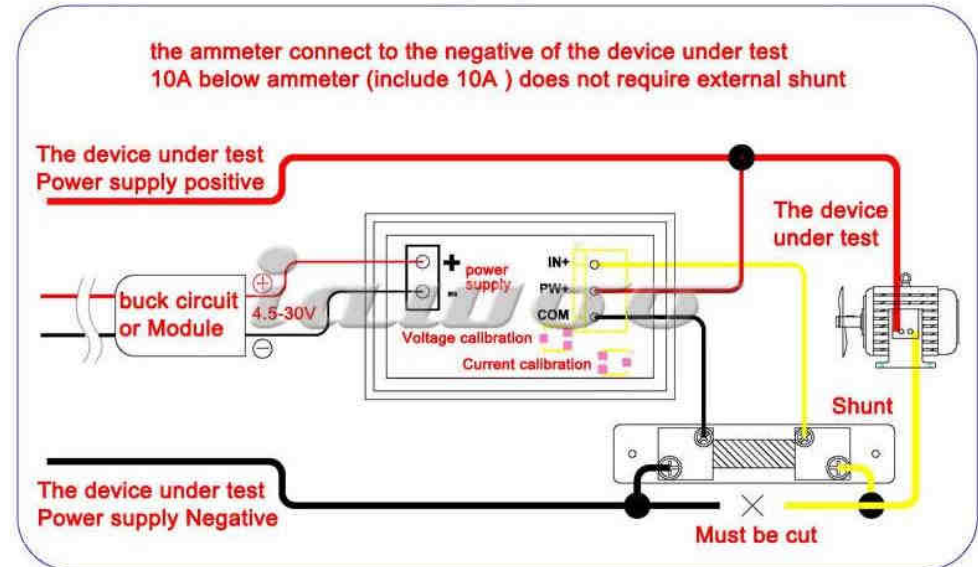 the ammeter connect to the negative of the device under test
10A below ammeter (include 10A ) does not require external shunt
The device under test
Power supply positive
The device
under test
+
power
supply
-
IN+
PW+
COM
buck circuit
or Module
+
4.5-30V
-
Voltage calibration
Current calibration
Shunt
The device under test
Power supply Negative
Must be cut